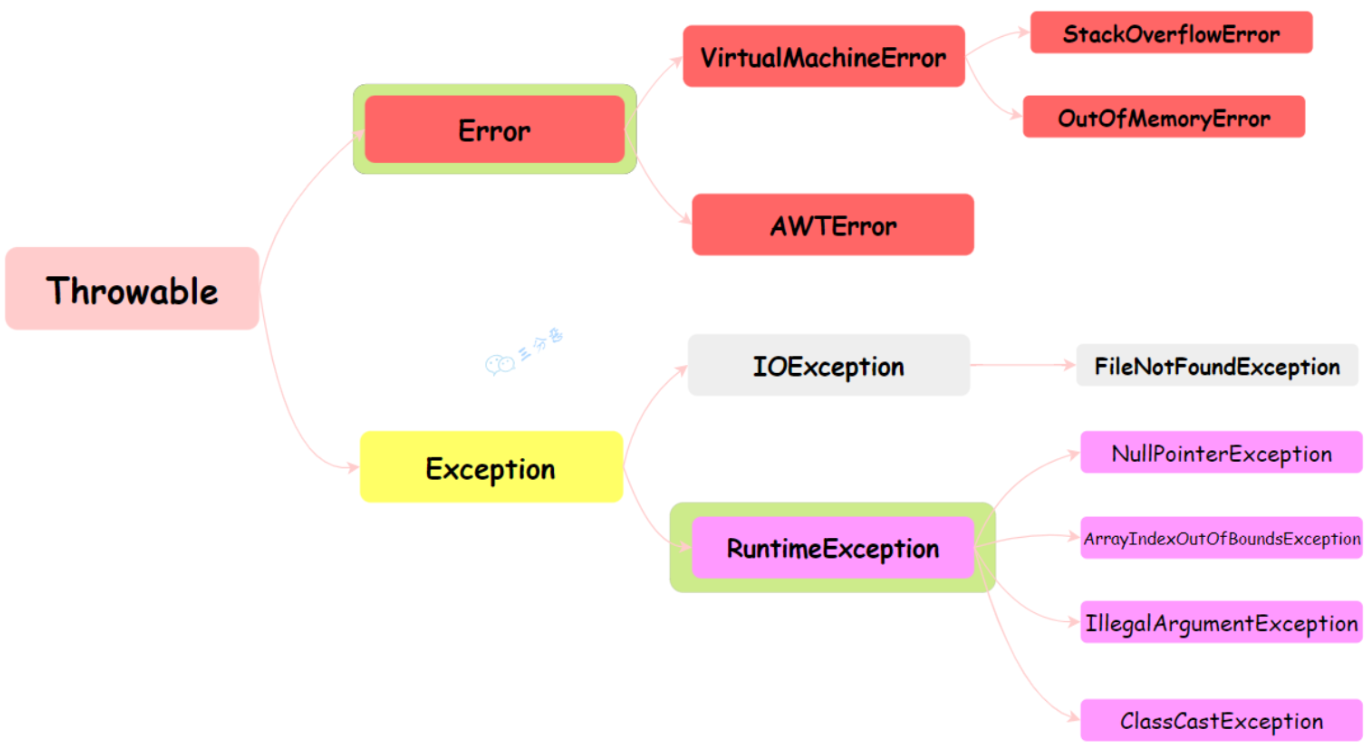 StackOverflowError
VirtualMachineError
OutOfMemoryError
Error
AWTError
Throwable
三分恶
IOException
FileNotFoundException
Exception
NullPointerException
RuntimeException
ArrayIndexOutOfBoundsException
IllegalArgumentException
ClassCastException